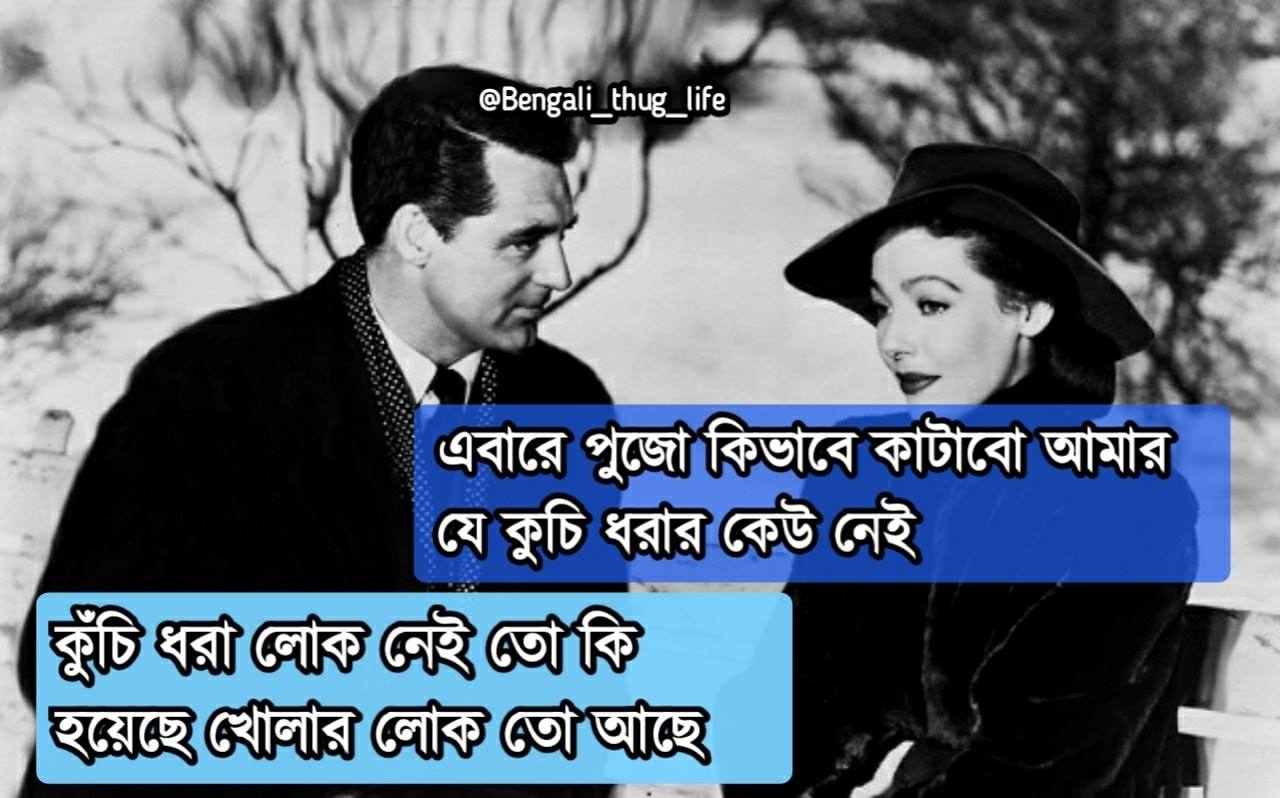 @Bengali_thug_life
এবারে পুজো কিভাবে কাটাবো আমার
যে কুচি ধরার কেউ নেই
কুঁচি ধরা লোক নেই তো কি
হয়েছে খোলার লোক তো আছে